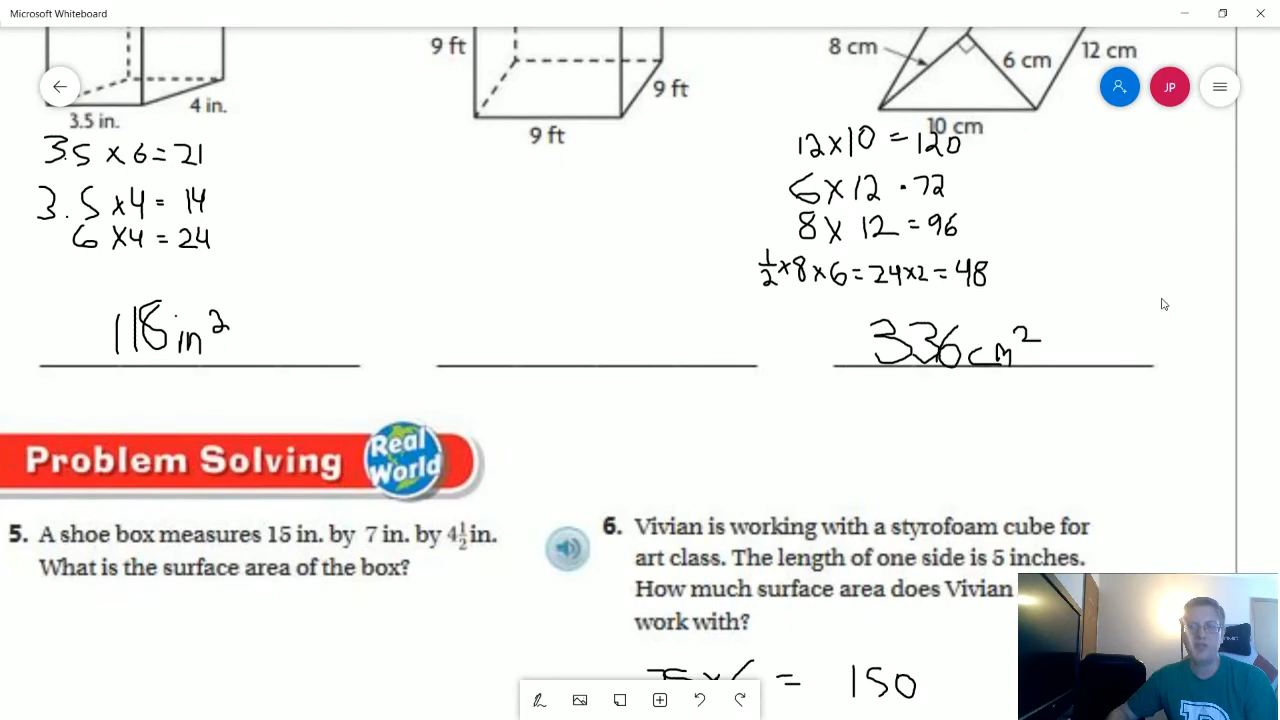 Microsoft Whiteboard
9 ft
8 cm
6 cm
12 cm
JP
4 in.
9 ft
3.5 in.
9 ft
10 cm
3.5 x 6 = 21
3.5 x4 = 14
6 x4 = 24
118 in²
12 x 10 = 120
6 x 12 · 72
8 x 12 = 96
1/2 x 8 x 6 = 24 x 2 = 48
336 cm²
Problem Solving
Real
World
5. A shoe box measures 15 in. by 7 in. by 4½ in.
What is the surface area of the box?
6. Vivian is working with a styrofoam cube for
art class. The length of one side is 5 inches.
How much surface area does Vivian
work with?
x 6 = 150